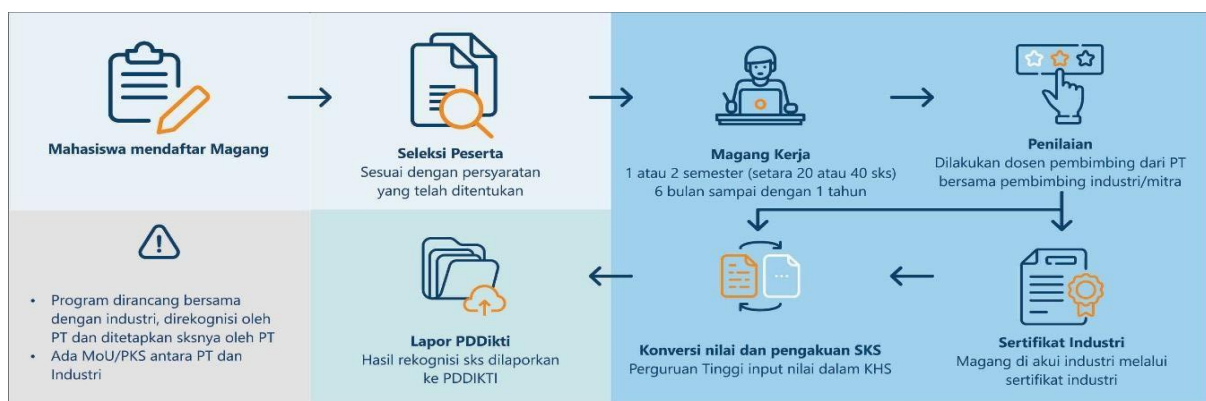 Mahasiswa mendaftar Magang
Seleksi Peserta
Sesuai dengan persyaratan
yang telah ditentukan
Magang Kerja
1 atau 2 semester (setara 20 atau 40 sks)
6 bulan sampai dengan 1 tahun
Penilaian
Dilakukan dosen pembimbing dari PT
bersama pembimbing industri/mitra
• Program dirancang bersama
dengan industri, direkognisi oleh
PT dan ditetapkan sksnya oleh PT
• Ada MoU/PKS antara PT dan
Industri
Lapor PDDikti
Hasil rekognisi sks dilaporkan
ke PDDIKTI
Konversi nilai dan pengakuan SKS
Perguruan Tinggi input nilai dalam KHS
Sertifikat Industri
Magang di akui industri melalui
sertifikat industri